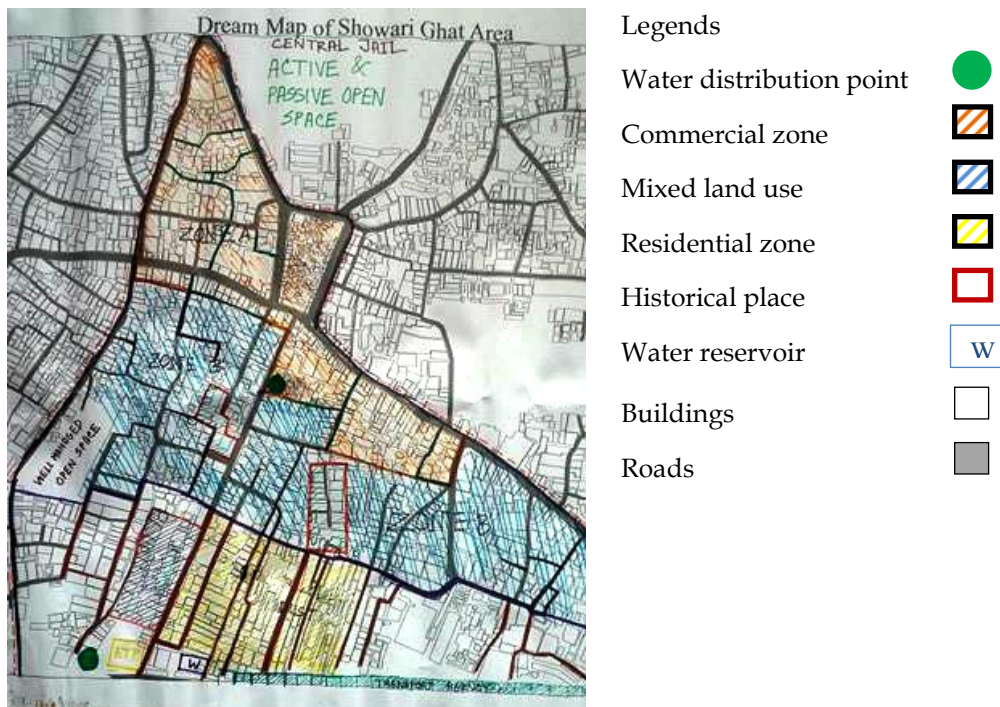 Dream Map of Showari Ghat Area
CENTRAL JAIL
ACTIVE &
PASSIVE OPEN
SPACE
ZONE A
ZONE B
WELL MANAGED
OPEN SPACE
ZONE
W
Legends
Water distribution point
Commercial zone
Mixed land use
Residential zone
Historical place
Water reservoir
W
Buildings
Roads